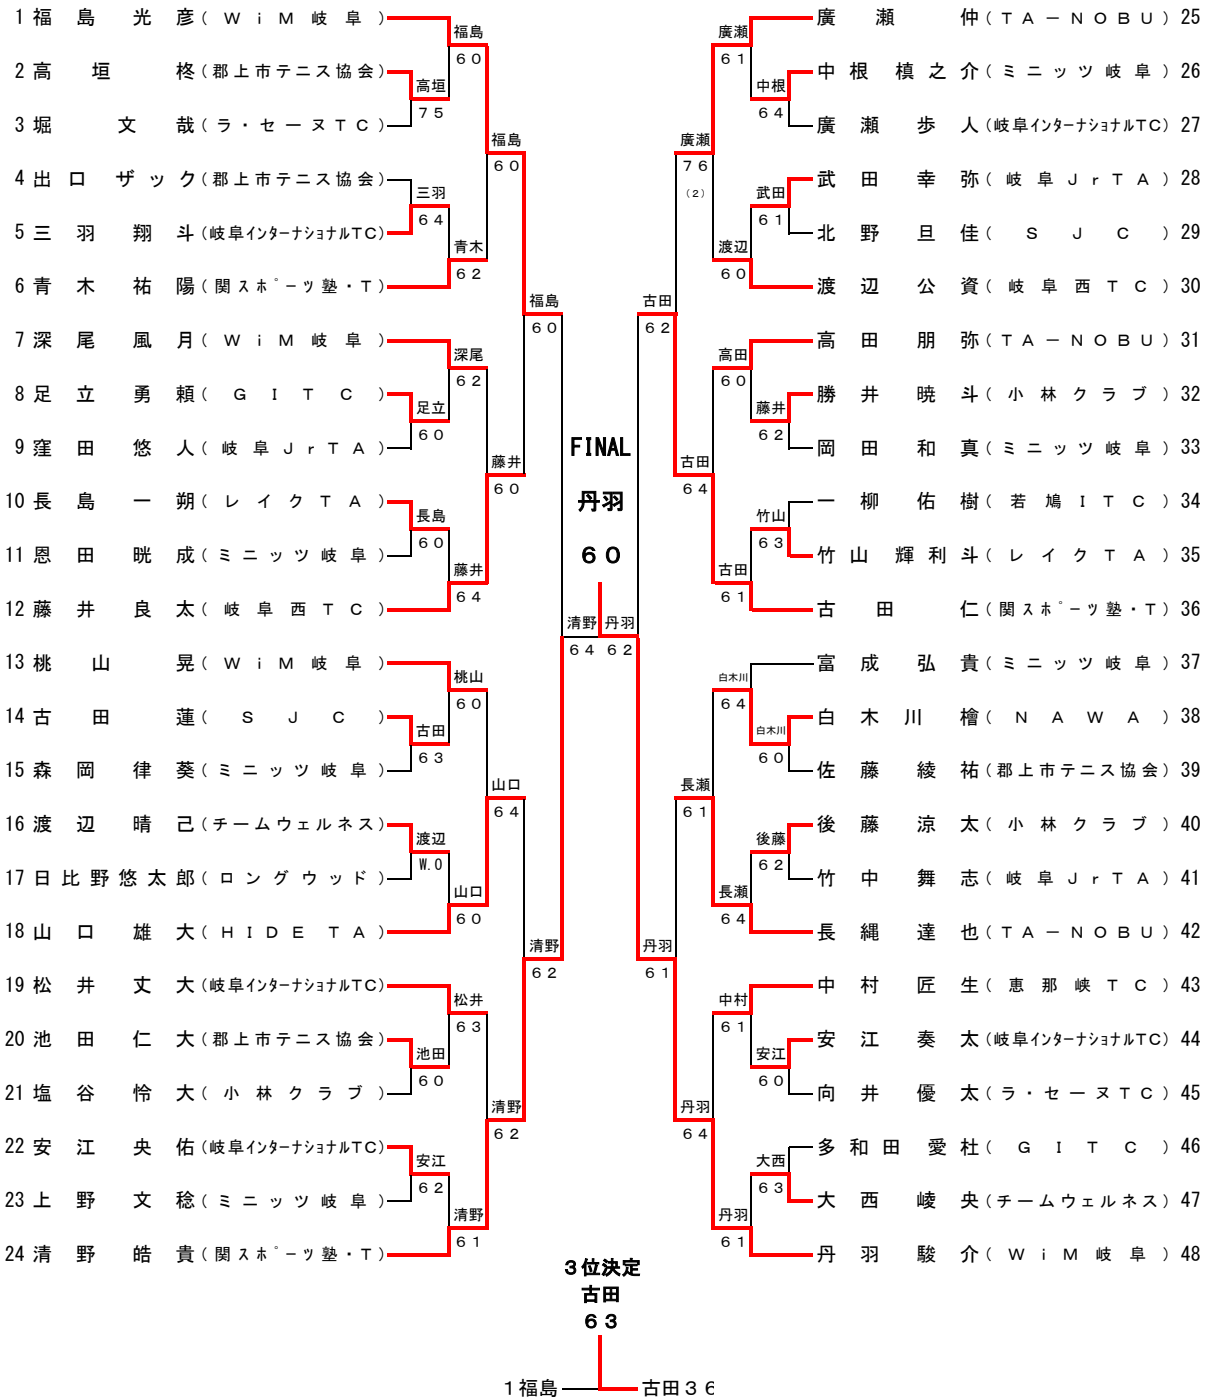 1 福島 光彦 (WiM岐阜)
福島
60
2 高垣 柊 (郡上市テニス協会)
高垣
75
3 堀 文哉 (ラ・セーヌTC)
福島
60
4 出口 ザック (郡上市テニス協会)
三羽
64
5 三羽 翔斗 (岐阜インターナショナルTC)
青木
62
6 青木 祐陽 (関スポーツ塾・T)
福島
60
7 深尾 風月 (WiM岐阜)
深尾
62
8 足立 勇頼 (GITC)
足立
60
9 窪田 悠人 (岐阜JrTA)
藤井
60
10 長島 一朔 (レイクTA)
長島
60
11 恩田 晄成 (ミニッツ岐阜)
藤井
64
12 藤井 良太 (岐阜西TC)
清野
64
13 桃山 晃 (WiM岐阜)
桃山
60
14 古田 蓮 (SJC)
古田
63
15 森岡 律葵 (ミニッツ岐阜)
山口
64
16 渡辺 晴己 (チームウェルネス)
渡辺
W.O
17 日比野悠太郎 (ロングウッド)
山口
60
18 山口 雄大 (HIDE TA)
清野
62
19 松井 丈大 (岐阜インターナショナルTC)
松井
63
20 池田 仁大 (郡上市テニス協会)
池田
60
21 塩谷 怜大 (小林クラブ)
清野
62
22 安江 央佑 (岐阜インターナショナルTC)
安江
62
23 上野 文稔 (ミニッツ岐阜)
清野
61
24 清野 皓貴 (関スポーツ塾・T)
FINAL
丹羽
60
廣瀬 仲 (TA-NOBU) 25
廣瀬
61
中根 槙之介 (ミニッツ岐阜) 26
中根
64
廣瀬 歩人 (岐阜インターナショナルTC) 27
廣瀬
76
(2)
武田 幸弥 (岐阜JrTA) 28
武田
61
北野 旦佳 (SJC) 29
渡辺
60
渡辺 公資 (岐阜西TC) 30
古田
62
高田 朋弥 (TA-NOBU) 31
高田
60
勝井 暁斗 (小林クラブ) 32
藤井
62
岡田 和真 (ミニッツ岐阜) 33
古田
64
一柳 佑樹 (若鳩ITC) 34
竹山
63
竹山 輝利斗 (レイクTA) 35
古田
61
古田 仁 (関スポーツ塾・T) 36
丹羽
62
富成 弘貴 (ミニッツ岐阜) 37
白木川
64
白木川 檜 (NAWA) 38
白木川
60
佐藤 綾祐 (郡上市テニス協会) 39
長瀬
61
後藤 涼太 (小林クラブ) 40
後藤
62
竹中 舞志 (岐阜JrTA) 41
長瀬
64
長縄 達也 (TA-NOBU) 42
丹羽
61
中村 匠生 (恵那峡TC) 43
中村
61
安江 奏太 (岐阜インターナショナルTC) 44
安江
60
向井 優太 (ラ・セーヌTC) 45
丹羽
64
多和田 愛杜 (GITC) 46
大西
63
大西 崚央 (チームウェルネス) 47
丹羽
61
丹羽 駿介 (WiM岐阜) 48
3位決定
古田
63
1福島 古田36